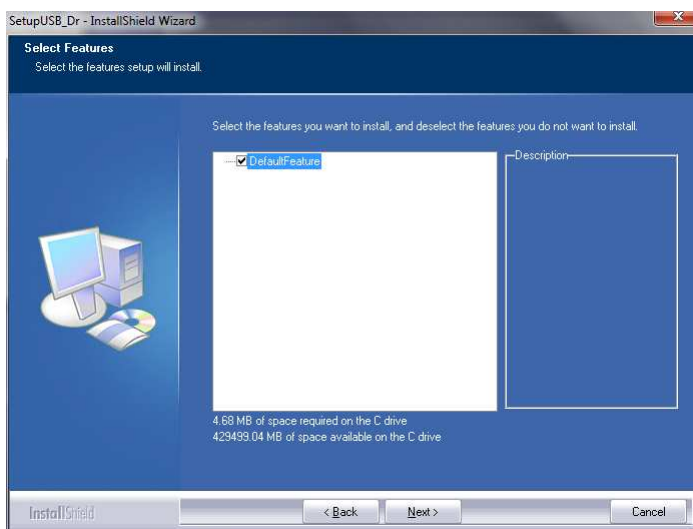 SetupUSB_Dr - InstallShield Wizard
Select Features
Select the features setup will install.
Select the features you want to install, and deselect the features you do not want to install.
DefaultFeature
Description
4.68 MB of space required on the C drive
429499.04 MB of space available on the C drive
InstallShield
< Back
Next >
Cancel